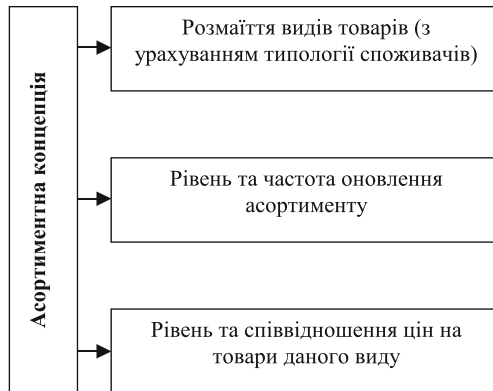 Асортиментна концепція
Розмаїття видів товарів (з
урахуванням типології споживачів)
Рівень та частота оновлення
асортименту
Рівень та співвідношення цін на
товари даного виду